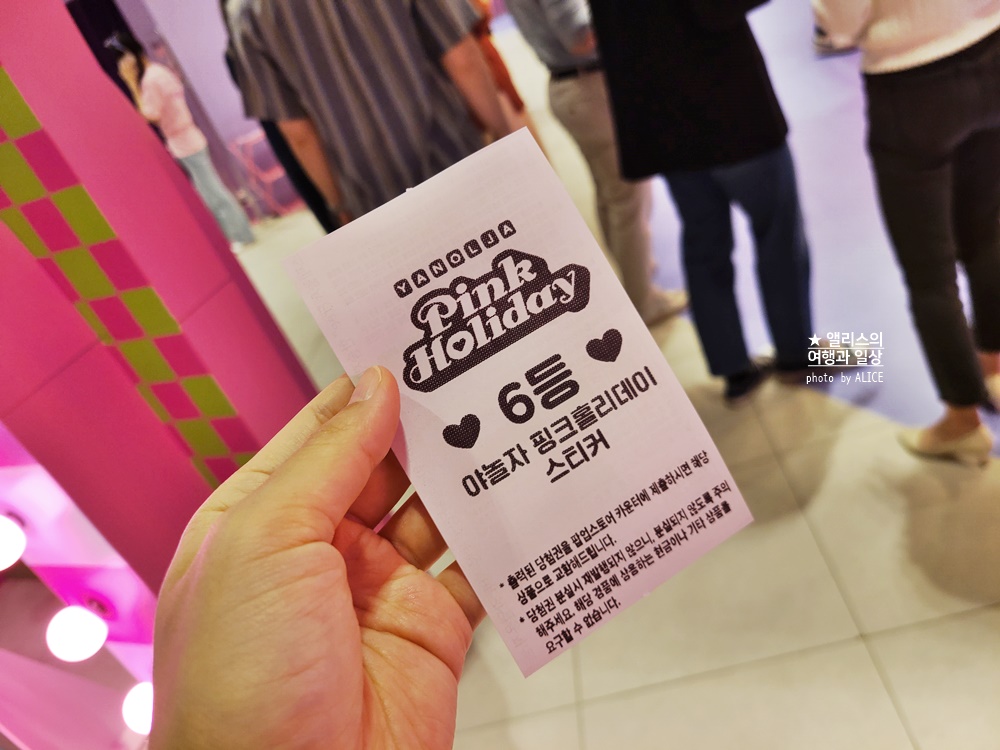 YANOLJA
Pink
Holiday
6등
야놀자 핑크홀리데이
스티커
* 출력된 당첨권을 팝업스토어 카운터에 제출하시면 해당
상품으로 교환해드립니다.
* 당첨권 분실시 재발행되지 않으니, 분실되지 않도록 주의
해주세요. 해당 경품에 상응하는 현금이나 기타 상품을
요구할 수 없습니다.
★ 앨리스의
여행과 일상
photo by ALICE